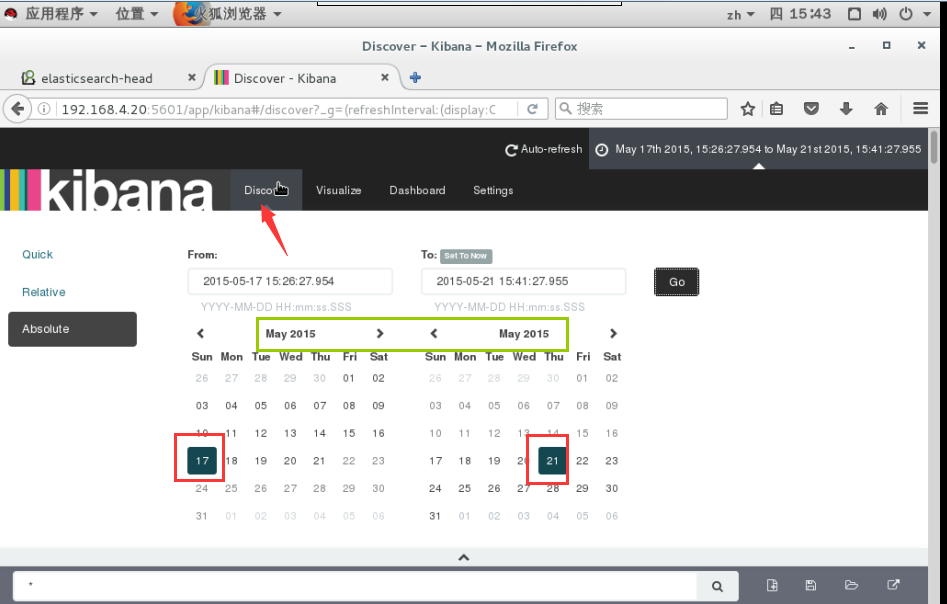 应用程序 位置 火狐浏览器 zh 四 15:43
Discover – Kibana – Mozilla Firefox
elasticsearch-head Discover - Kibana
192.168.4.20:5601/app/kibana#/discover?_g=(refreshInterval:(display:C 搜索
Auto-refresh May 17th 2015, 15:26:27.954 to May 21st 2015, 15:41:27.955
kibana Discover Visualize Dashboard Settings
Quick
Relative
Absolute
From: To: Set To Now
2015-05-17 15:26:27.954 2015-05-21 15:41:27.955 Go
YYYY-MM-DD HH:mm:ss.SSS YYYY-MM-DD HH:mm:ss.SSS
May 2015 May 2015
Sun Mon Tue Wed Thu Fri Sat Sun Mon Tue Wed Thu Fri Sat
26 27 28 29 30 01 02 26 27 28 29 30 01 02
03 04 05 06 07 08 09 03 04 05 06 07 08 09
10 11 12 13 14 15 16 10 11 12 13 14 15 16
17 18 19 20 21 22 23 17 18 19 20 21 22 23
24 25 26 27 28 29 30 24 25 26 27 28 29 30
31 01 02 03 04 05 06 31 01 02 03 04 05 06
*